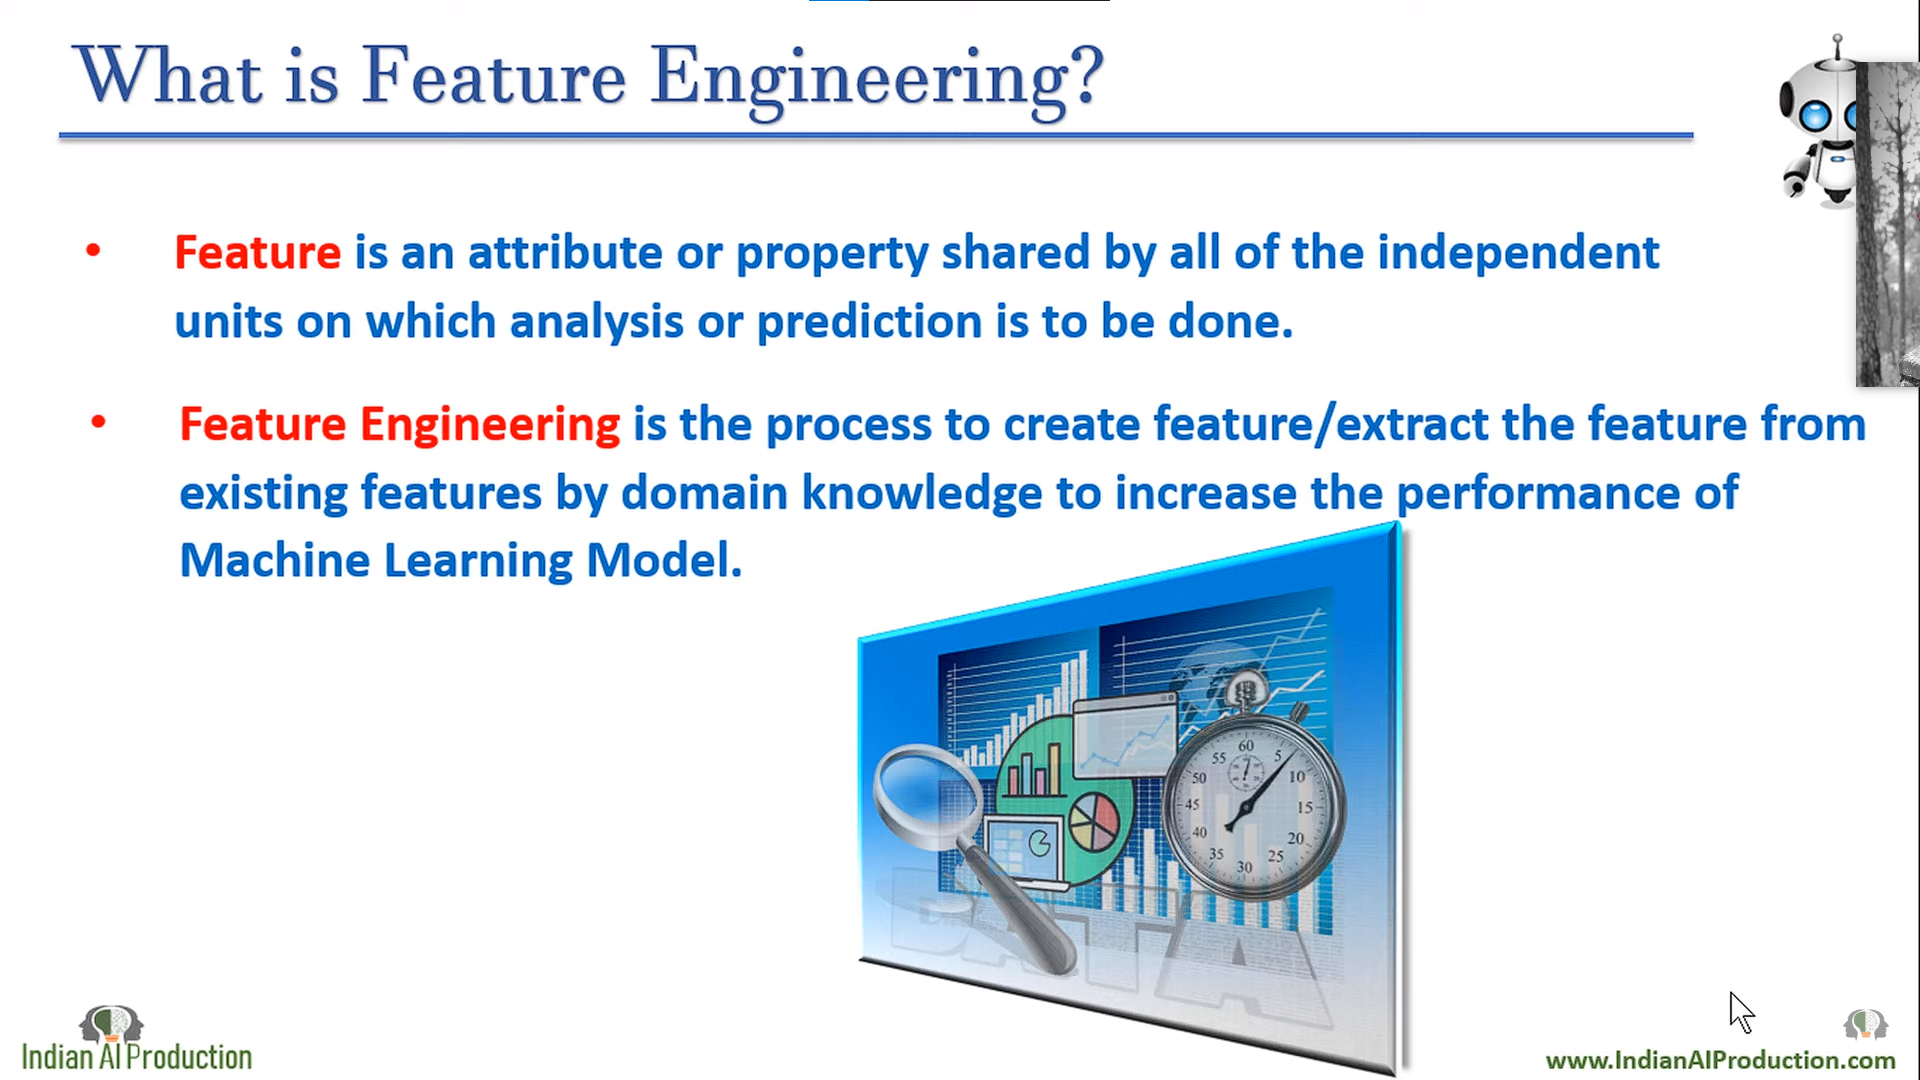 What is Feature Engineering?
• Feature is an attribute or property shared by all of the independent
units on which analysis or prediction is to be done.
• Feature Engineering is the process to create feature/extract the feature from
existing features by domain knowledge to increase the performance of
Machine Learning Model.
60
55
5
50
10
45
15
40
20
35
25
30
DATA
Indian AI Production
www.IndianAIProduction.com